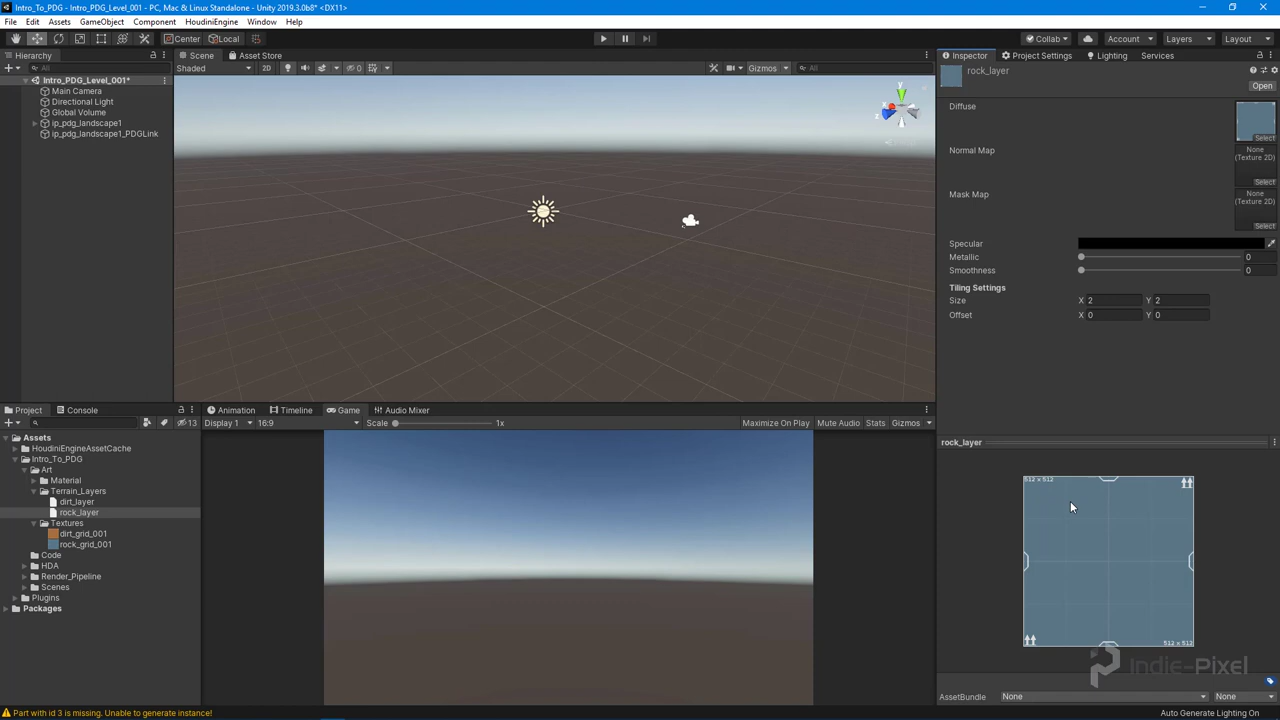 Intro_To_PDG - Intro_PDG_Level_001 - PC, Mac & Linux Standalone - Unity 2019.3.0b8* <DX11>
File Edit Assets GameObject Component HoudiniEngine Window Help
Center Local Collab Account Layers Layout
Hierarchy
All
Intro_PDG_Level_001*
Main Camera
Directional Light
Global Volume
ip_pdg_landscape1
ip_pdg_landscape1_PDGLink
Scene Asset Store
Shaded 2D 0 Gizmos All
y
x
z
Inspector Project Settings Lighting Services
rock_layer
Open
Diffuse
Select
Normal Map
None
(Texture 2D)
Select
Mask Map
None
(Texture 2D)
Select
Specular
Metallic 0
Smoothness 0
Tiling Settings
Size X 2 Y 2
Offset X 0 Y 0
Project Console
13
Assets
HoudiniEngineAssetCache
Intro_To_PDG
Art
Material
Terrain_Layers
dirt_layer
rock_layer
Textures
dirt_grid_001
rock_grid_001
Code
HDA
Render_Pipeline
Scenes
Plugins
Packages
Animation Timeline Game Audio Mixer
Display 1 16:9 Scale 1x Maximize On Play Mute Audio Stats Gizmos
rock_layer
512 x 512
512 x 512
Indie-Pixel
AssetBundle None None
Part with id 3 is missing. Unable to generate instance!
Auto Generate Lighting On